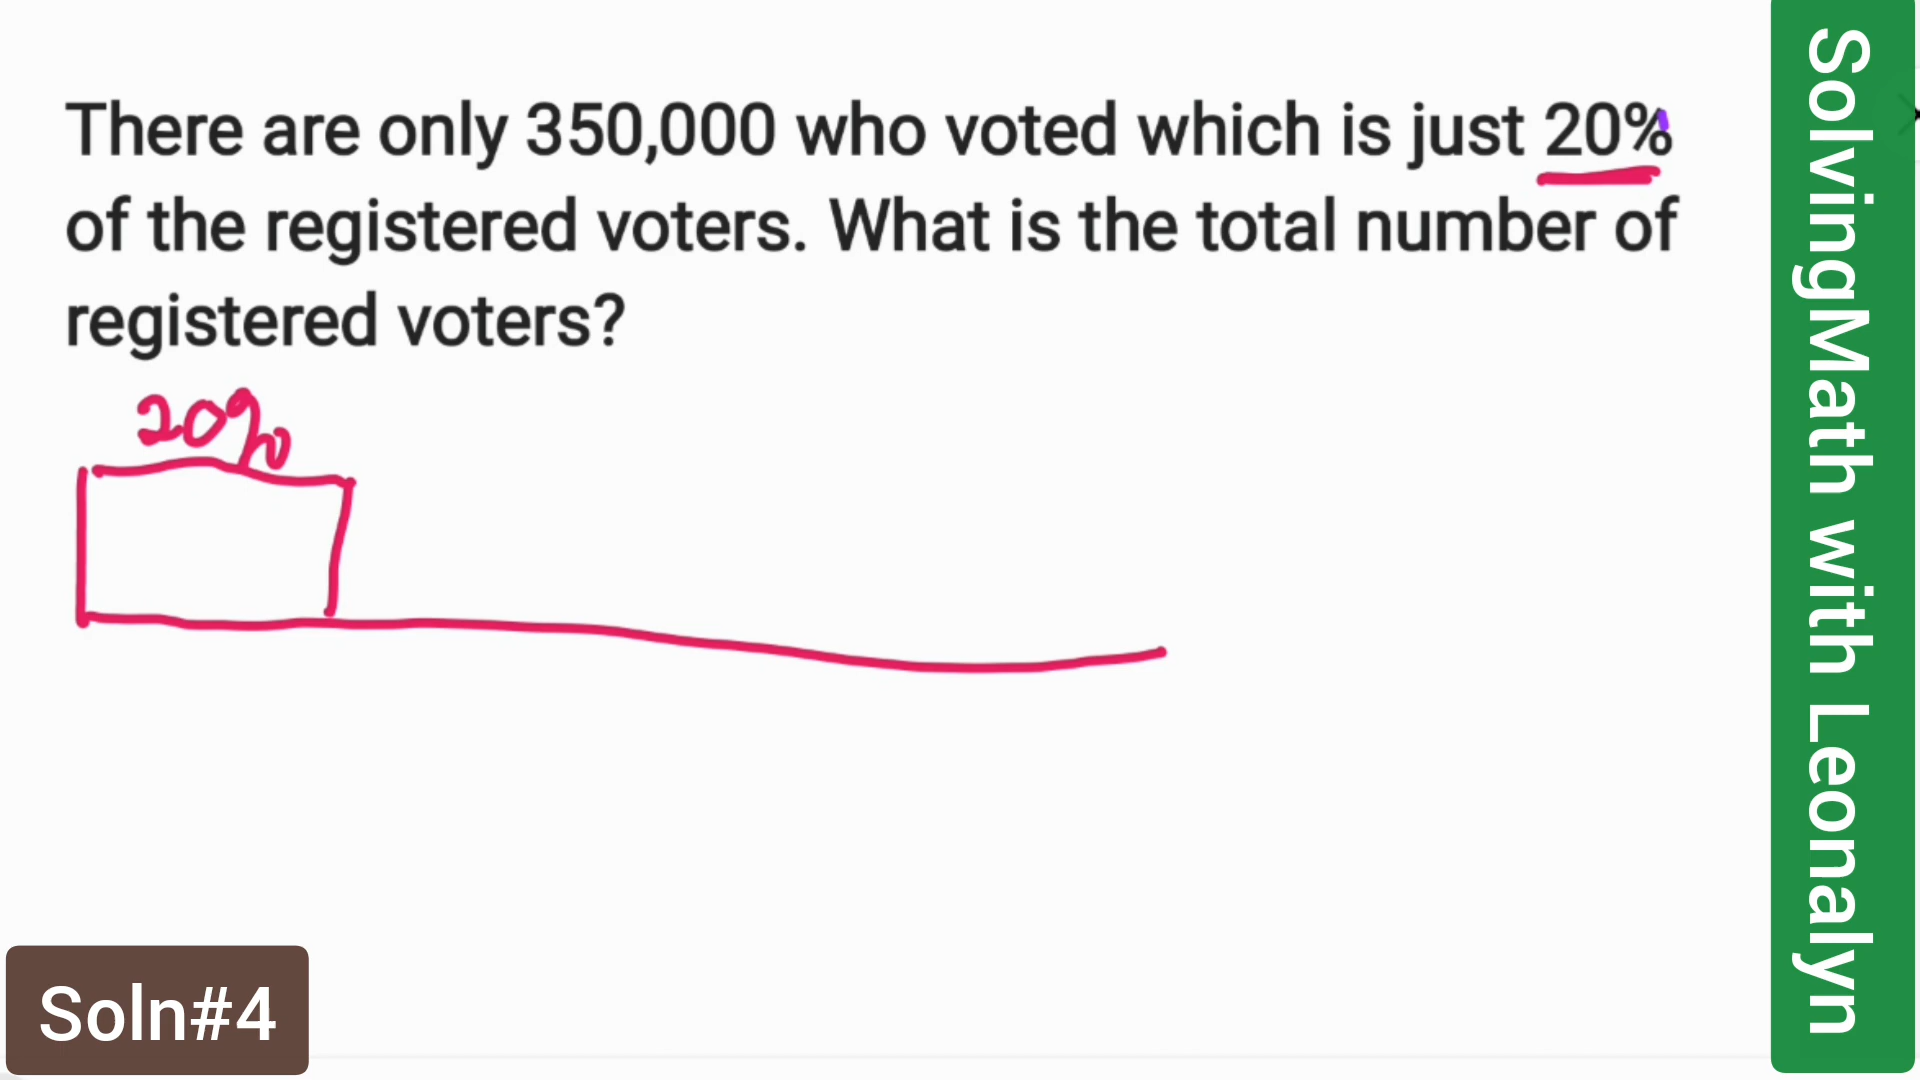 There are only 350,000 who voted which is just 20%
of the registered voters. What is the total number of
registered voters?
20%
Soln#4
SolvingMath with Leonalyn